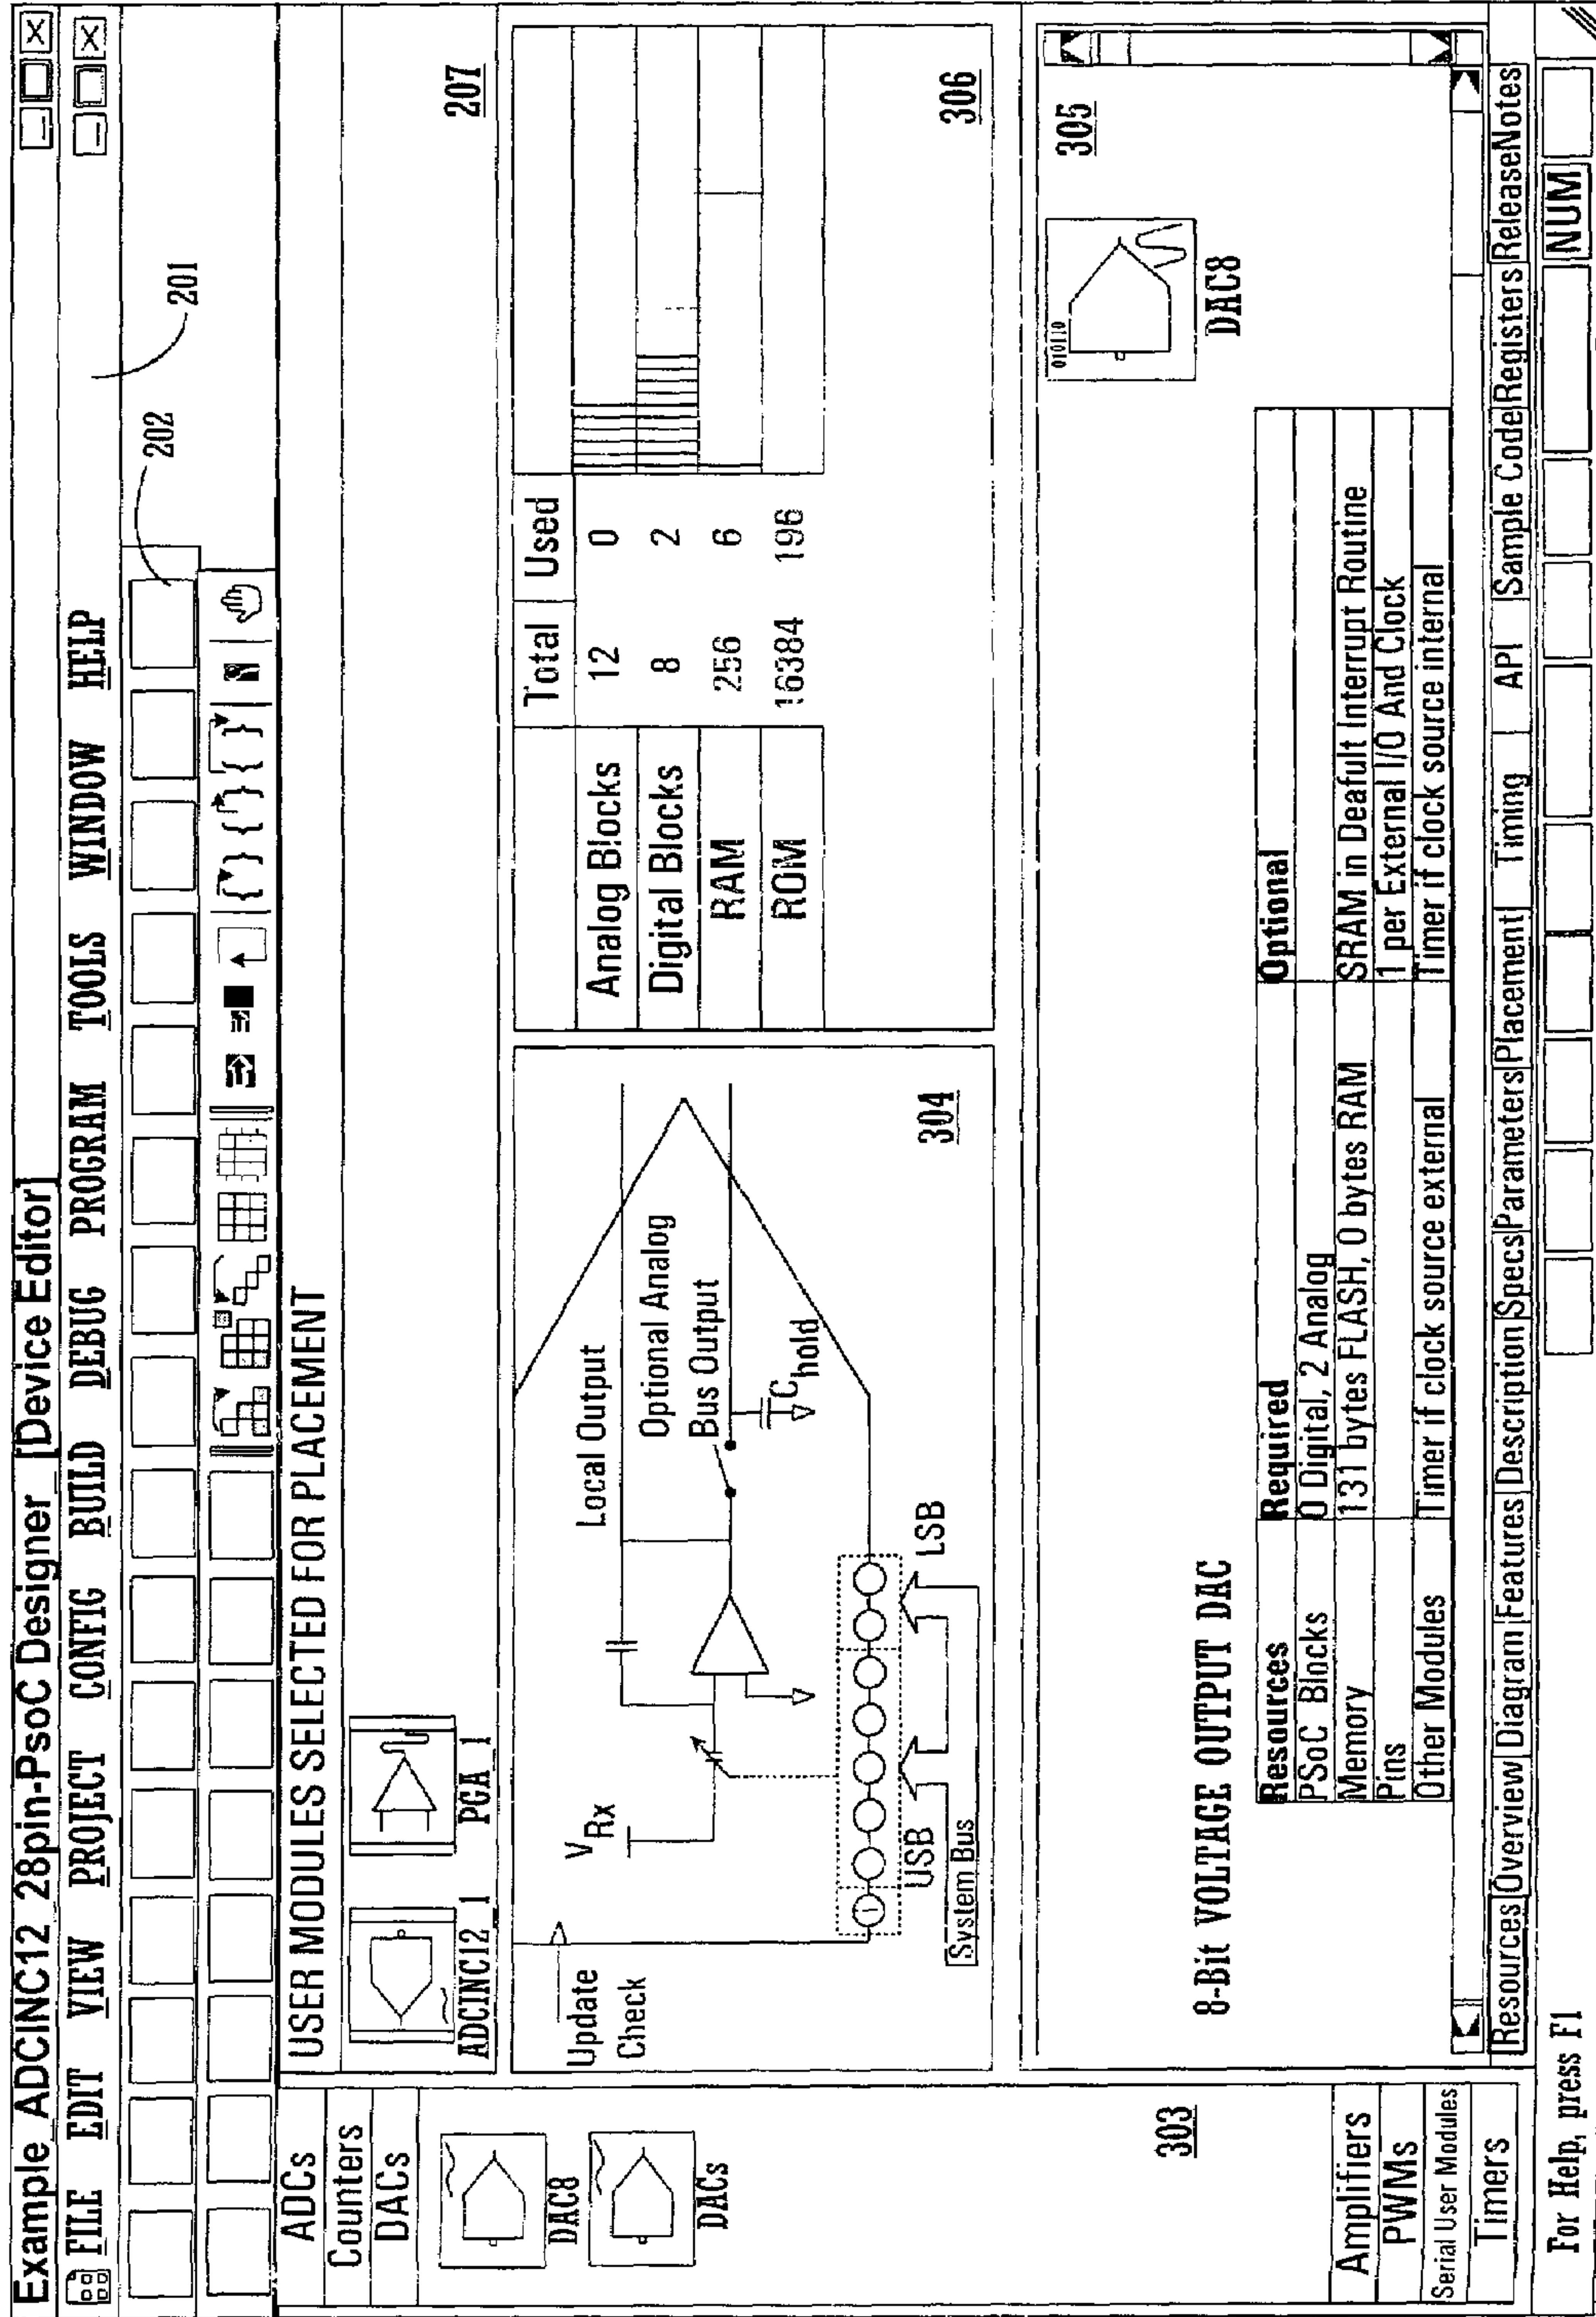 Example_ADCINC12_28pin-PsoC Designer_[Device Editor]
FILE EDIT VIEW PROJECT CONFIG BUILD DEBUG PROGRAM TOOLS WINDOW HELP
201
202
USER MODULES SELECTED FOR PLACEMENT
ADCINC12_1
PGA_1
207
ADCs
Counters
DACs
DAC8
DACs
303
Amplifiers
PWMs
Serial User Modules
Timers
Update
Check
V Rx
Local Output
Optional Analog
Bus Output
C hold
USB
LSB
System Bus
304
Total Used
Analog Blocks 12 0
Digital Blocks 8 2
RAM 256 6
ROM 16384 196
306
010110
DAC8
305
8-Bit VOLTAGE OUTPUT DAC
Resources Required Optional
PSoC Blocks 0 Digital, 2 Analog
Memory 131 bytes FLASH, 0 bytes RAM SRAM in Deafult Interrupt Routine
Pins 1 per External I/O And Clock
Other Modules Timer if clock source external Timer if clock source internal
Resources Overview Diagram Features Description Specs Parameters Placement Timing API Sample Code Registers ReleaseNotes
For Help, press F1
NUM